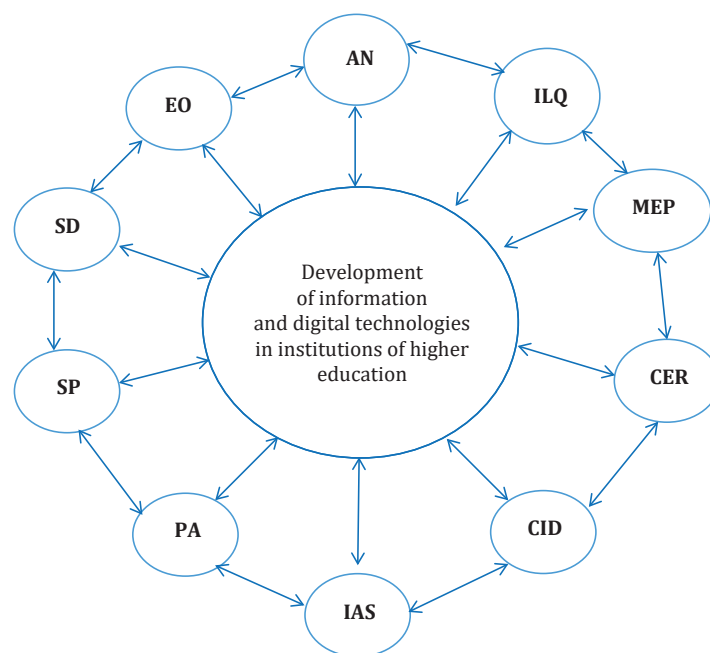 AN
EO
ILQ
SD
MEP
Development
of information
and digital technologies
in institutions of higher
education
SP
CER
PA
CID
IAS